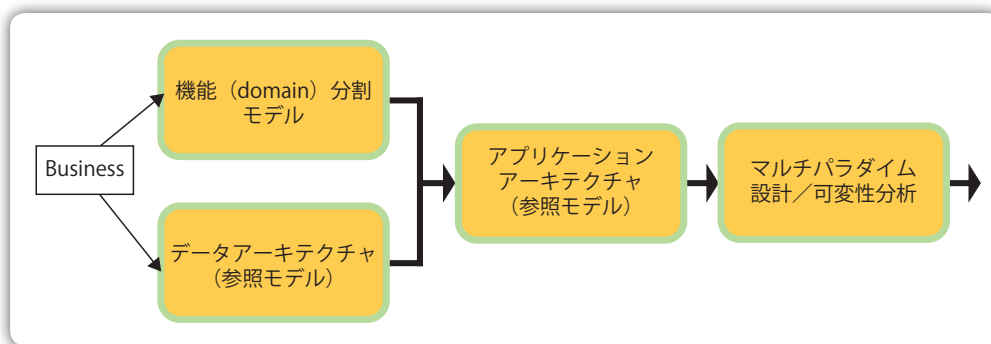 Business
機能（domain）分割
モデル
データアーキテクチャ
（参照モデル）
アプリケーション
アーキテクチャ
（参照モデル）
マルチパラダイム
設計／可変性分析